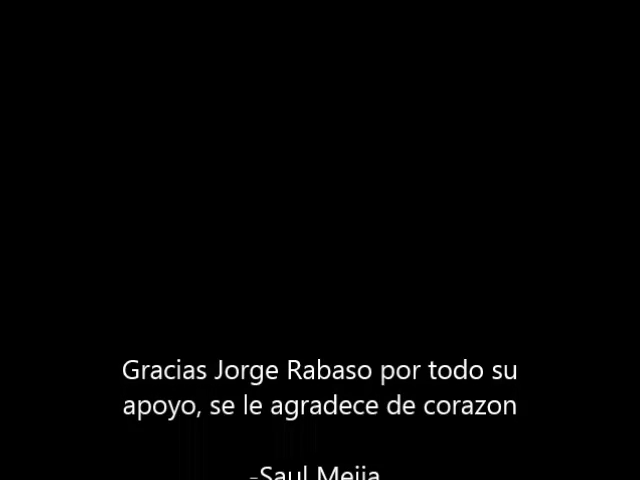 Gracias Jorge Rabaso por todo su
apoyo, se le agradece de corazon
-Saul Mejia